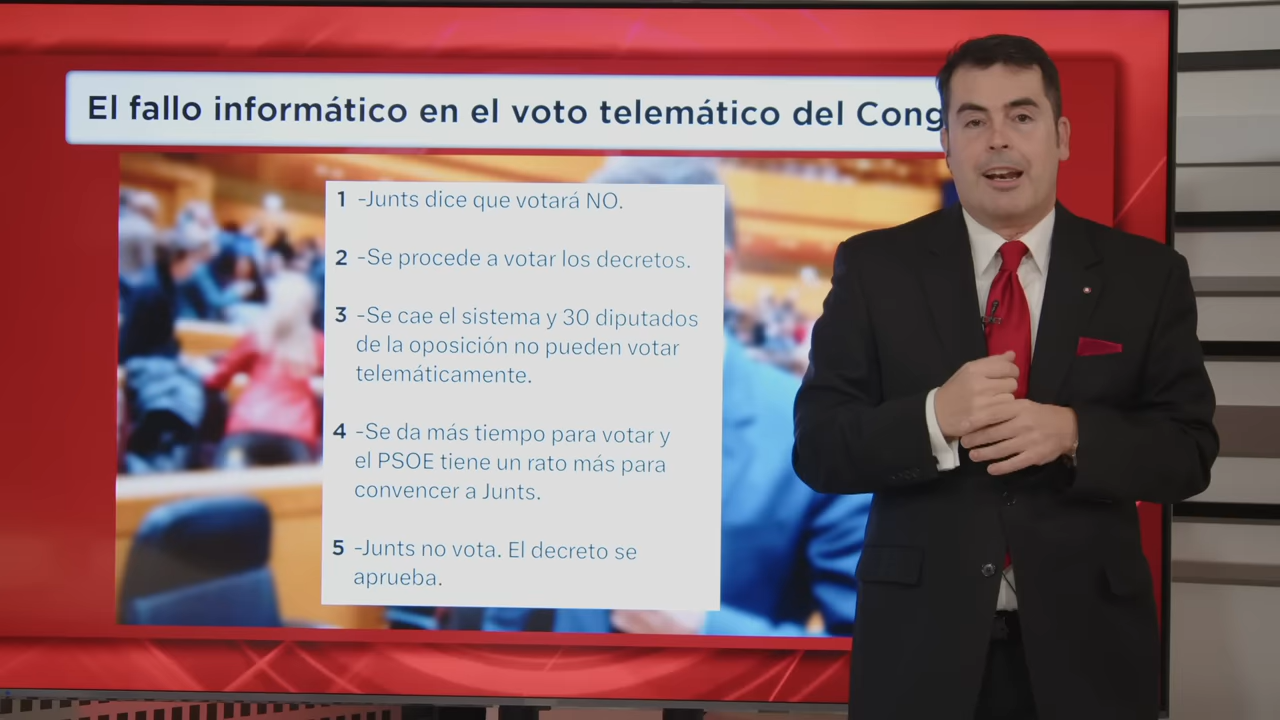 El fallo informático en el voto telemático del Cong
1 -Junts dice que votará NO.
2 -Se procede a votar los decretos.
3 -Se cae el sistema y 30 diputados
de la oposición no pueden votar
telemáticamente.
4 -Se da más tiempo para votar y
el PSOE tiene un rato más para
convencer a Junts.
5 -Junts no vota. El decreto se
aprueba.